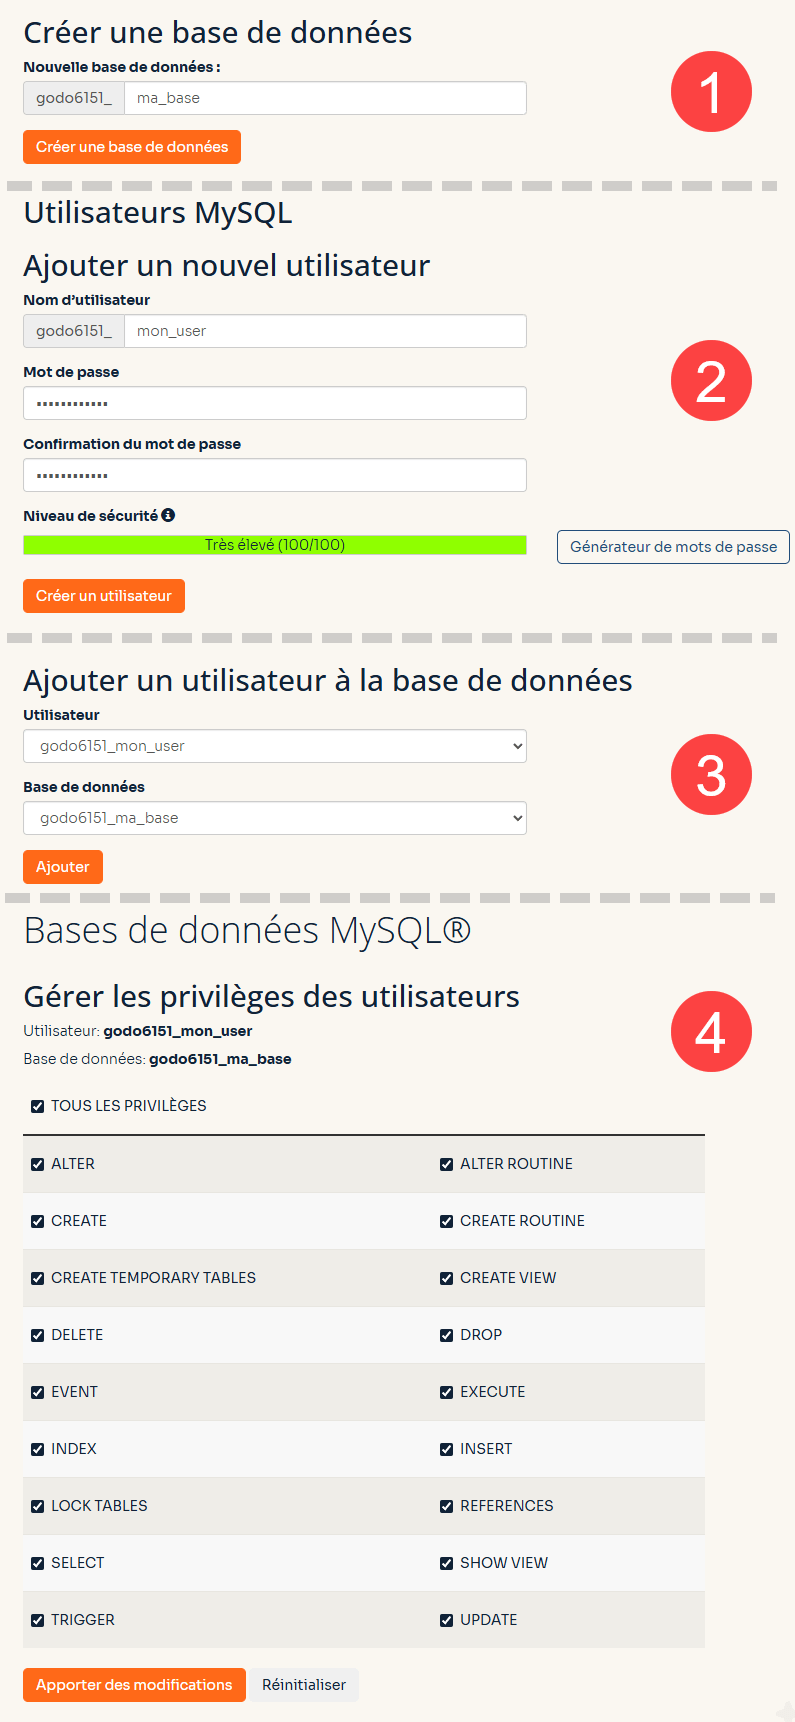 Créer une base de données
Nouvelle base de données :
godo6151_ ma_base
1
Créer une base de données
Utilisateurs MySQL
Ajouter un nouvel utilisateur
Nom d’utilisateur
godo6151_ mon_user
Mot de passe
2
Confirmation du mot de passe
Niveau de sécurité
Très élevé (100/100)
Générateur de mots de passe
Créer un utilisateur
Ajouter un utilisateur à la base de données
Utilisateur
godo6151_mon_user
3
Base de données
godo6151_ma_base
Ajouter
Bases de données MySQL®
Gérer les privilèges des utilisateurs
Utilisateur: godo6151_mon_user
4
Base de données: godo6151_ma_base
TOUS LES PRIVILÈGES
ALTER ALTER ROUTINE
CREATE CREATE ROUTINE
CREATE TEMPORARY TABLES CREATE VIEW
DELETE DROP
EVENT EXECUTE
INDEX INSERT
LOCK TABLES REFERENCES
SELECT SHOW VIEW
TRIGGER UPDATE
Apporter des modifications Réinitialiser